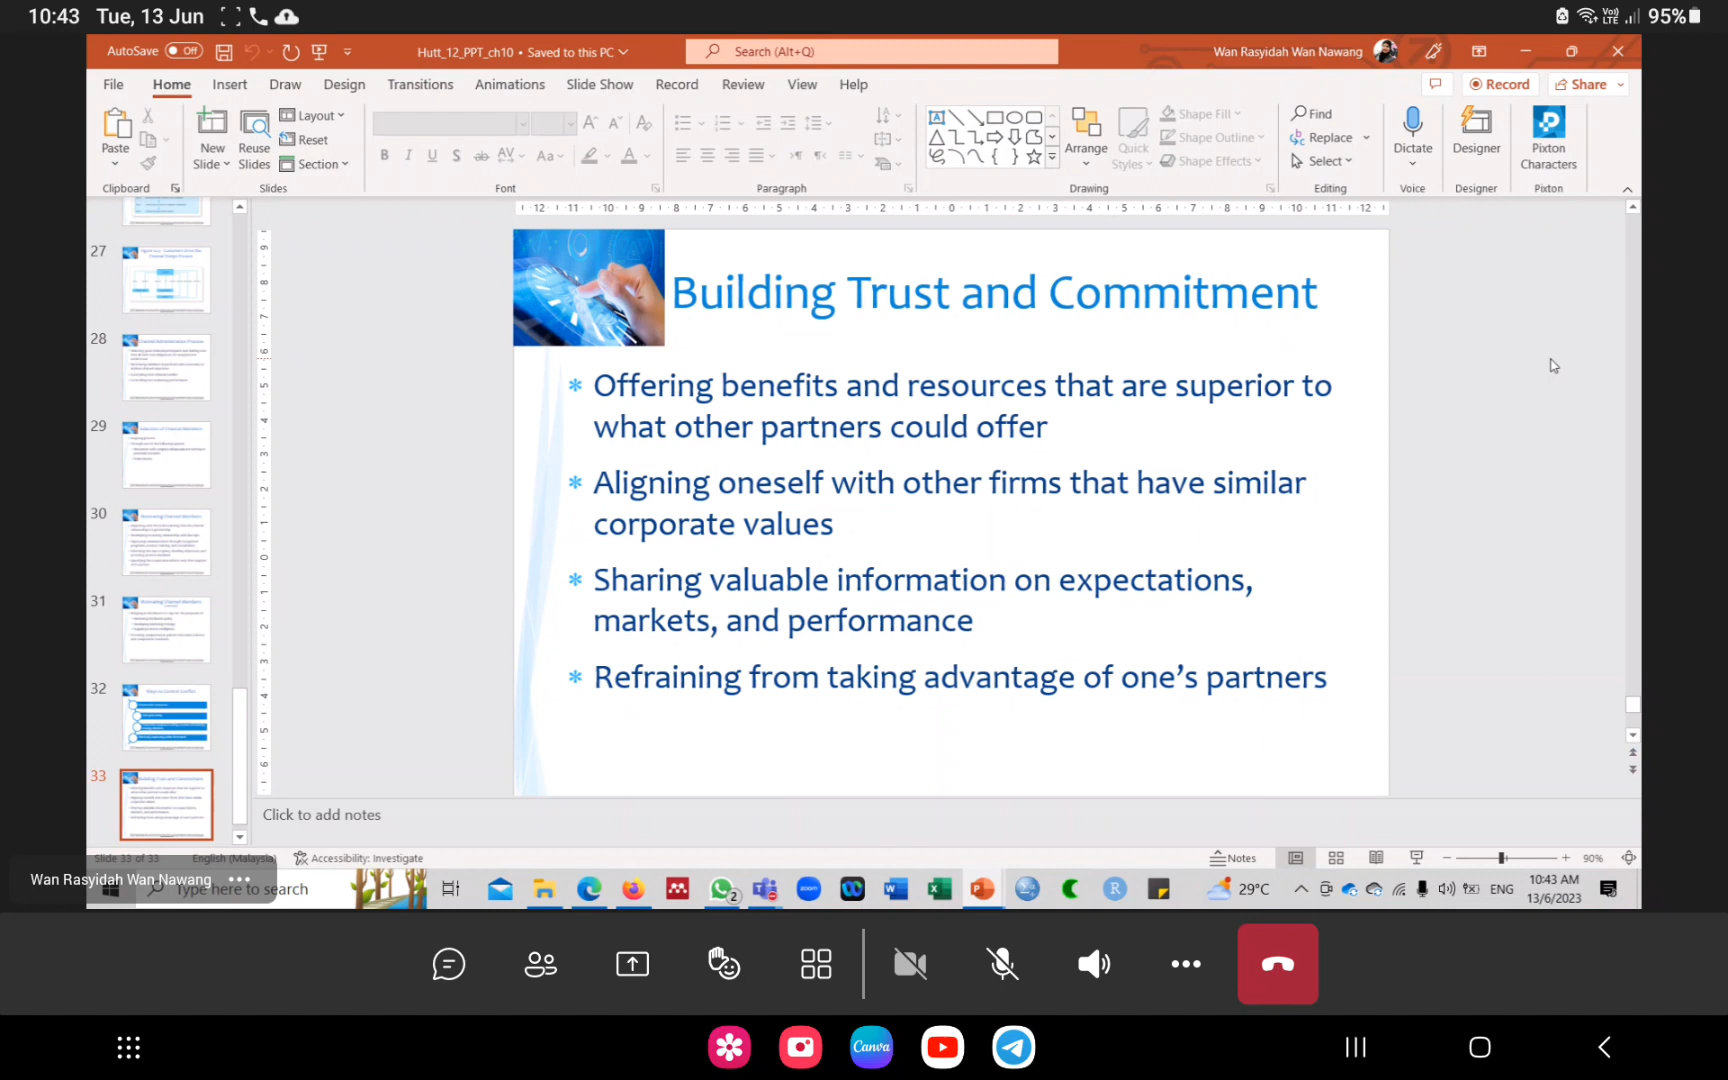 10:43 Tue, 13 Jun
95%
AutoSave Off
Hutt_12_PPT_ch10 • Saved to this PC
Search (Alt+Q)
Wan Rasyidah Wan Nawang
File Home Insert Draw Design Transitions Animations Slide Show Record Review View Help
Record Share
Paste
New Slide
Reuse Slides
Layout
Reset
Section
Shape Fill
Shape Outline
Shape Effects
Arrange
Quick Styles
Find
Replace
Select
Dictate
Designer
Pixton Characters
Clipboard Slides Font Paragraph Drawing Editing Voice Designer Pixton
27
28
29
30
31
32
33
Building Trust and Commitment
* Offering benefits and resources that are superior to
what other partners could offer
* Aligning oneself with other firms that have similar
corporate values
* Sharing valuable information on expectations,
markets, and performance
* Refraining from taking advantage of one's partners
Click to add notes
Slide 33 of 33 English (Malaysia) Accessibility: Investigate
Notes
90%
Wan Rasyidah Wan Nawang
Type here to search
2
zoom
29°C
ENG
10:43 AM
13/6/2023
Canva